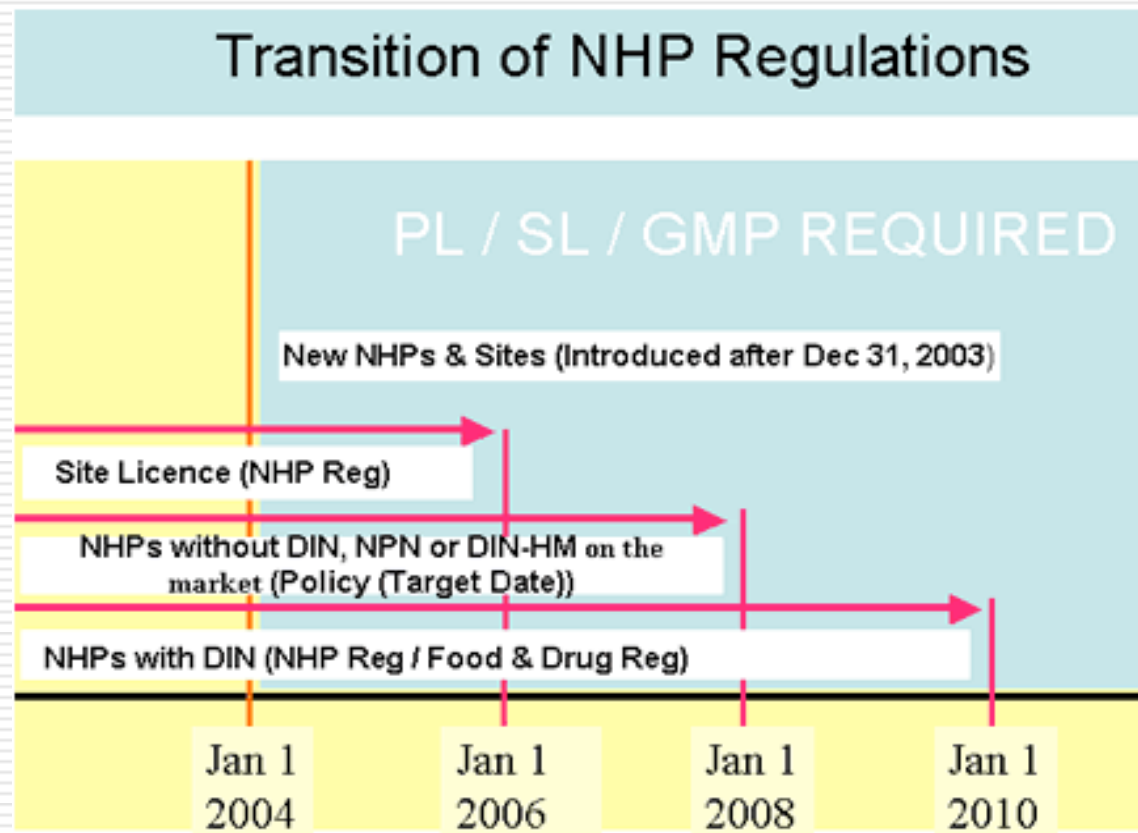 Transition of NHP Regulations
PL / SL / GMP REQUIRED
New NHPs & Sites (Introduced after Dec 31, 2003)
Site Licence (NHP Reg)
NHPs without DIN, NPN or DIN-HM on the
market (Policy (Target Date))
NHPs with DIN (NHP Reg / Food & Drug Reg)
Jan 1
2004
Jan 1
2006
Jan 1
2008
Jan 1
2010